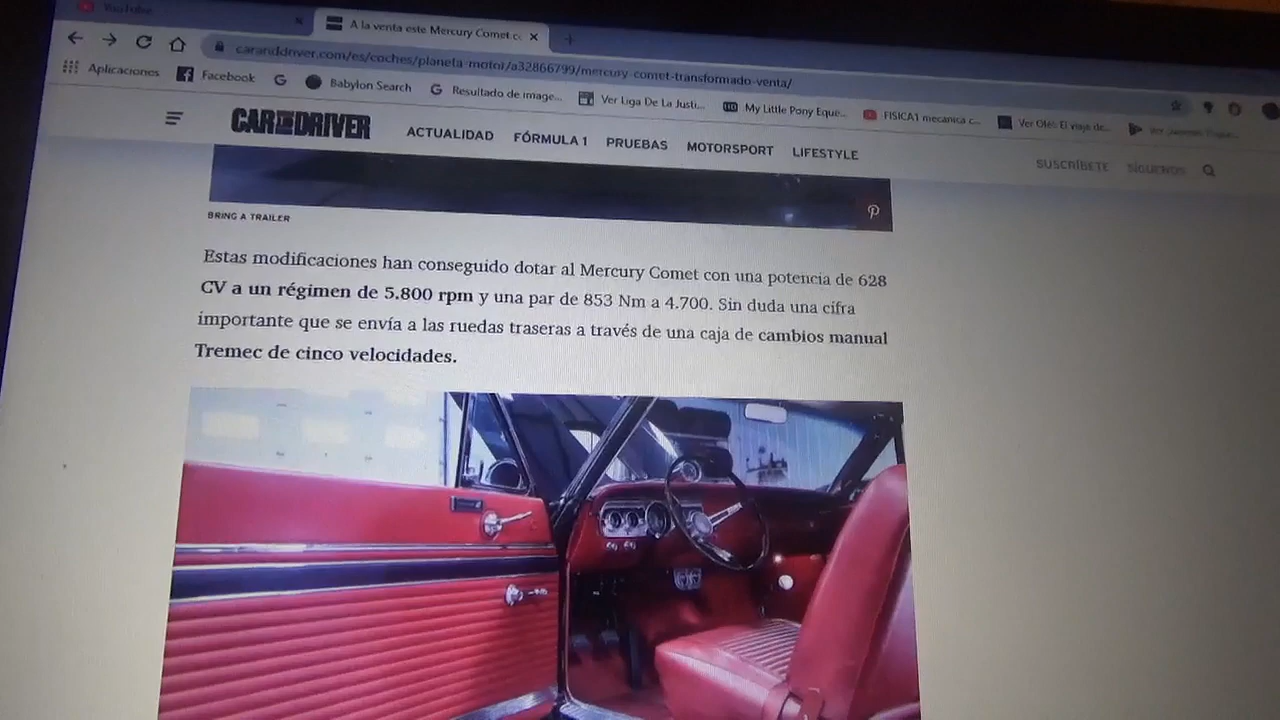 YouTube
A la venta este Mercury Comet co
caranddriver.com/es/coches/planeta-motor/a32866799/mercury-comet-transformado-venta/
Aplicaciones Facebook Babylon Search Resultado de image... Ver Liga De La Justi... My Little Pony Eque... FISICA1 mecanica c... Ver Olés El viaje de...
CAR AND DRIVER ACTUALIDAD FÓRMULA 1 PRUEBAS MOTORSPORT LIFESTYLE SUSCRÍBETE SÍGUENOS
BRING A TRAILER
Estas modificaciones han conseguido dotar al Mercury Comet con una potencia de 628
CV a un régimen de 5.800 rpm y una par de 853 Nm a 4.700. Sin duda una cifra
importante que se envía a las ruedas traseras a través de una caja de cambios manual
Tremec de cinco velocidades.